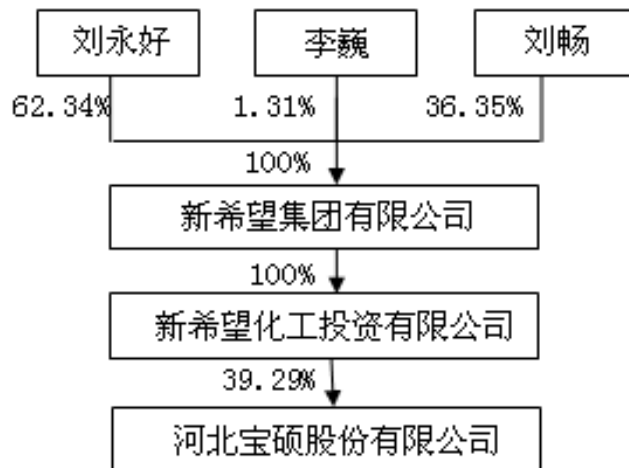 刘永好 李巍 刘畅
62.34% 1.31% 36.35%
100%
新希望集团有限公司
100%
新希望化工投资有限公司
39.29%
河北宝硕股份有限公司